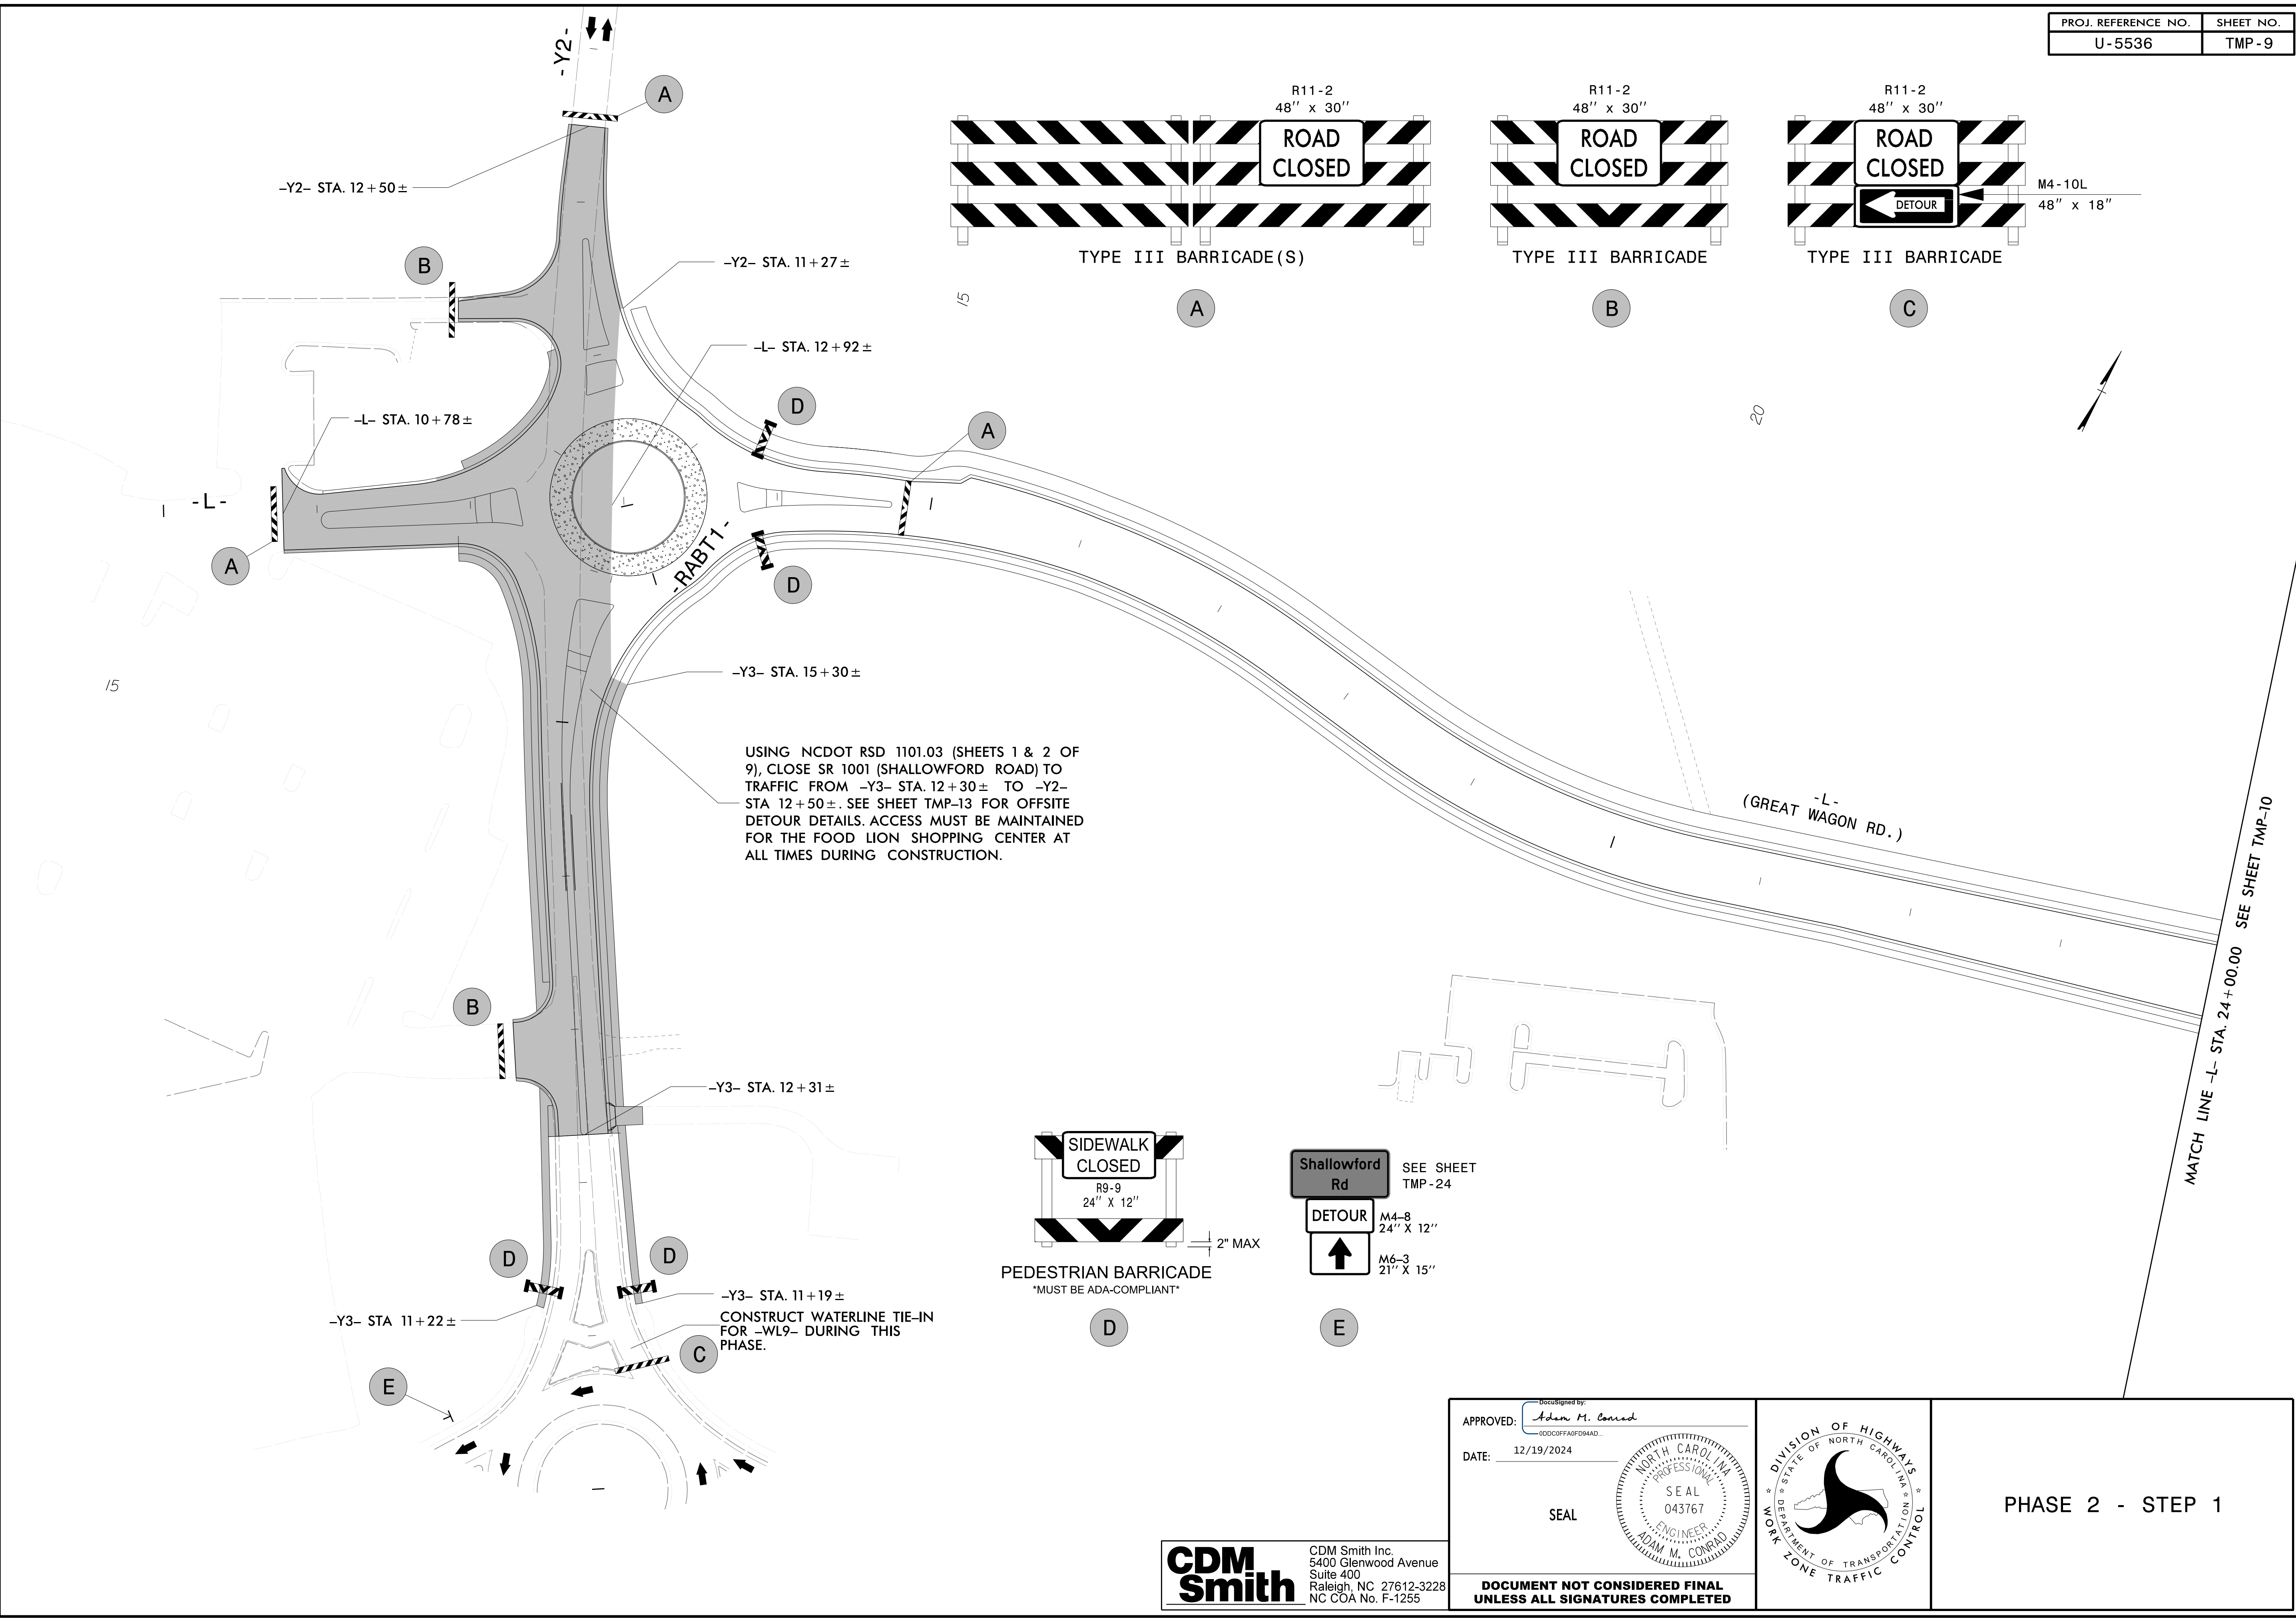 PROJ. REFERENCE NO.
SHEET NO.
U-5536
TMP-9
-Y2-
A
-Y2- STA. 12+50±
B
-Y2- STA. 11+27±
-L- STA. 12+92±
-L- STA. 10+78±
D
A
-L-
A
-RABT1-
D
15
-Y3- STA. 15+30±
USING NCDOT RSD 1101.03 (SHEETS 1 & 2 OF
9), CLOSE SR 1001 (SHALLOWFORD ROAD) TO
TRAFFIC FROM -Y3- STA. 12+30± TO -Y2-
STA 12+50±. SEE SHEET TMP-13 FOR OFFSITE
DETOUR DETAILS. ACCESS MUST BE MAINTAINED
FOR THE FOOD LION SHOPPING CENTER AT
ALL TIMES DURING CONSTRUCTION.
R11-2
48" x 30"
ROAD
CLOSED
TYPE III BARRICADE(S)
A
R11-2
48" x 30"
ROAD
CLOSED
TYPE III BARRICADE
B
R11-2
48" x 30"
ROAD
CLOSED
DETOUR
M4-10L
48" x 18"
TYPE III BARRICADE
C
15
20
-L-
(GREAT WAGON RD.)
MATCH LINE -L- STA. 24+00.00 SEE SHEET TMP-10
B
-Y3- STA. 12+31±
D
D
-Y3- STA. 11+19±
-Y3- STA 11+22±
CONSTRUCT WATERLINE TIE-IN
FOR -WL9- DURING THIS
PHASE.
C
E
SIDEWALK
CLOSED
R9-9
24" X 12"
2" MAX
PEDESTRIAN BARRICADE
*MUST BE ADA-COMPLIANT*
D
Shallowford
Rd
SEE SHEET
TMP-24
DETOUR
M4-8
24" X 12"
M6-3
21" X 15"
E
CDM
Smith
CDM Smith Inc.
5400 Glenwood Avenue
Suite 400
Raleigh, NC 27612-3228
NC COA No. F-1255
DocuSigned by:
APPROVED: Adam M. Conrad
0DDC0FFA0FD94AD...
DATE: 12/19/2024
SEAL
NORTH CAROLINA
PROFESSIONAL
SEAL
043767
ENGINEER
ADAM M. CONRAD
DOCUMENT NOT CONSIDERED FINAL
UNLESS ALL SIGNATURES COMPLETED
DIVISION OF HIGHWAYS
STATE OF NORTH CAROLINA
DEPARTMENT OF TRANSPORTATION
WORK ZONE TRAFFIC CONTROL
PHASE 2 - STEP 1